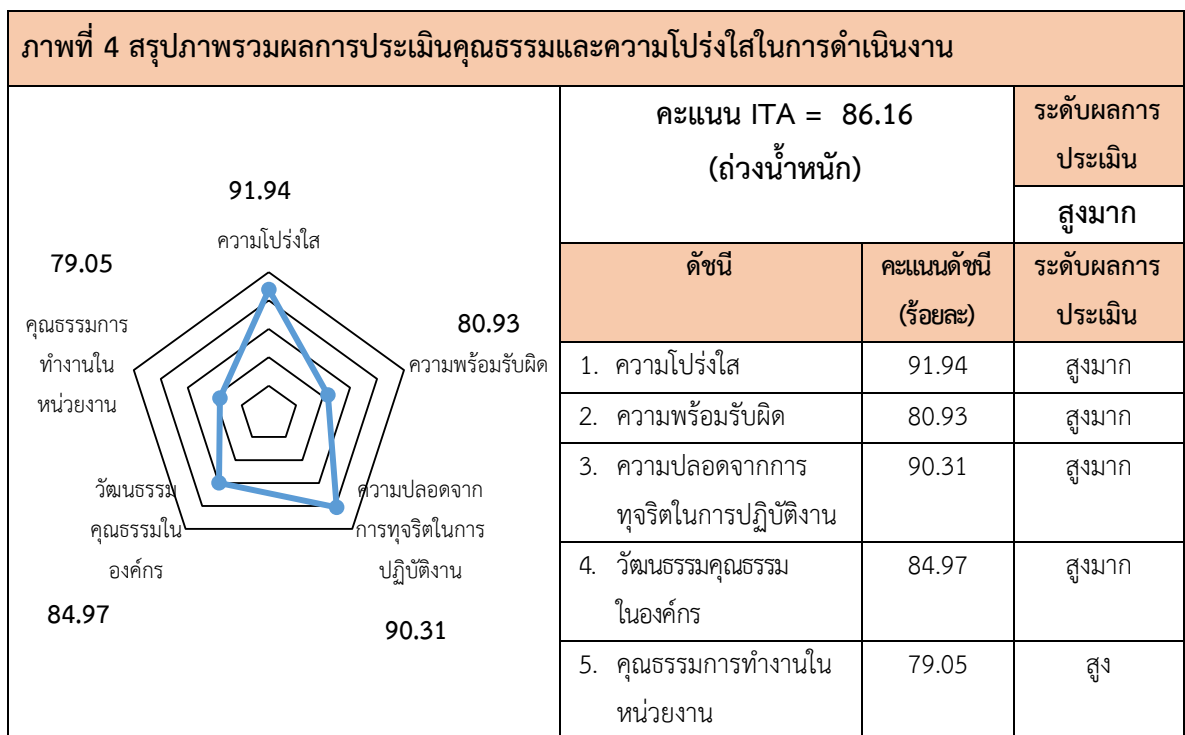 ภาพที่ 4 สรุปภาพรวมผลการประเมินคุณธรรมและความโปร่งใสในการดำเนินงาน
91.94
ความโปร่งใส
79.05
คุณธรรมการ
ทำงานใน
หน่วยงาน
80.93
ความพร้อมรับผิด
วัฒนธรรม
คุณธรรมใน
องค์กร
84.97
ความปลอดจาก
การทุจริตในการ
ปฏิบัติงาน
90.31
คะแนน ITA = 86.16
(ถ่วงน้ำหนัก)
ระดับผลการ
ประเมิน
สูงมาก
ดัชนี
คะแนนดัชนี
(ร้อยละ)
ระดับผลการ
ประเมิน
1. ความโปร่งใส 91.94 สูงมาก
2. ความพร้อมรับผิด 80.93 สูงมาก
3. ความปลอดจากการ 90.31 สูงมาก
ทุจริตในการปฏิบัติงาน
4. วัฒนธรรมคุณธรรม 84.97 สูงมาก
ในองค์กร
5. คุณธรรมการทำงานใน 79.05 สูง
หน่วยงาน